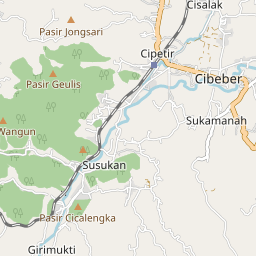 Cisalak
Pasir Jongsari
Cipetir
Cibeber
Pasir Geulis
Sukamanah
Wangun
Susukan
Pasir Cicalengka
Girimukti